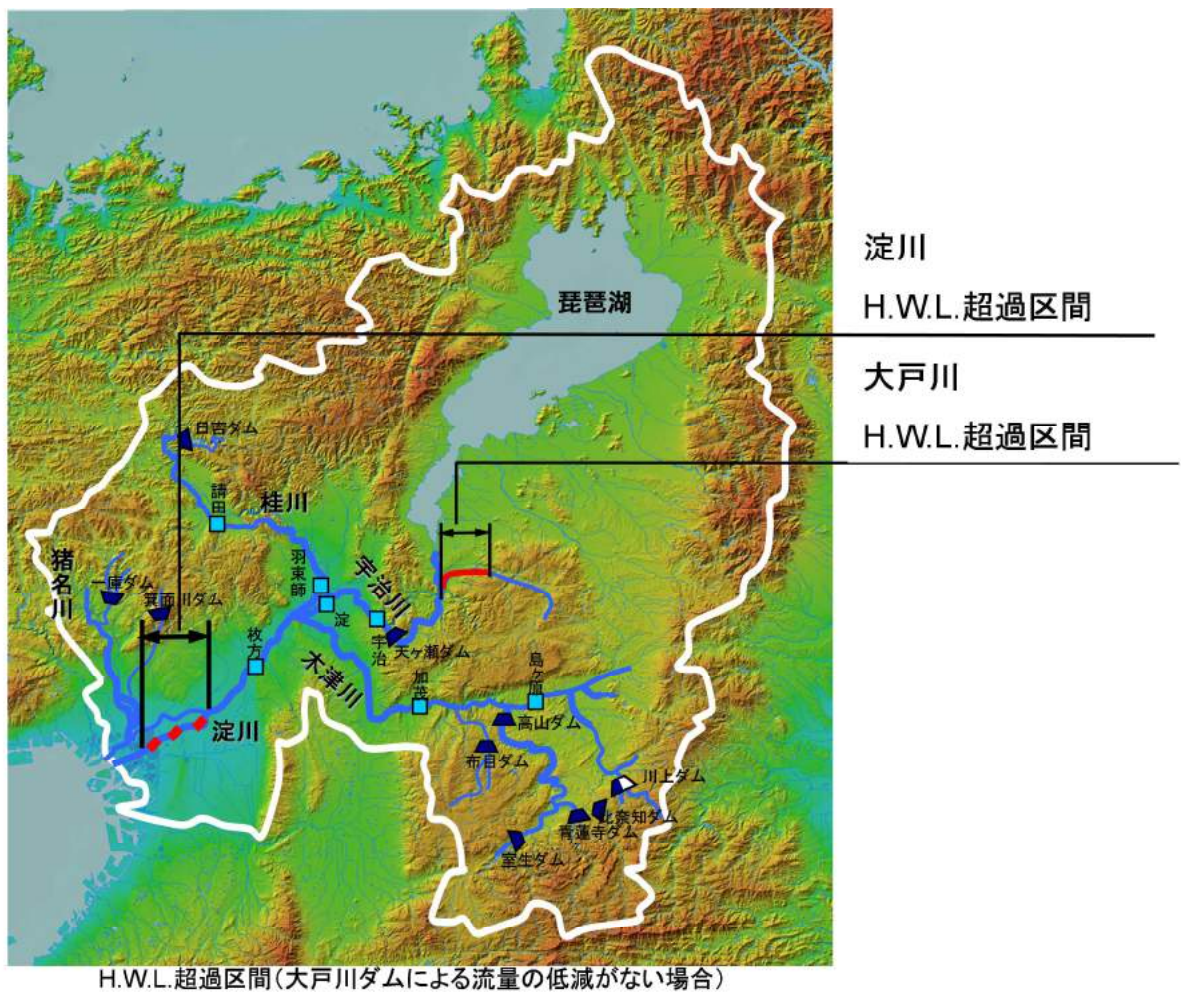 琵琶湖
淀川
H.W.L.超過区間
大戸川
H.W.L.超過区間
日吉ダム
請田
桂川
猪名川
一庫ダム
箕面川ダム
羽束師
淀
宇治川
宇治
天ヶ瀬ダム
枚方
木津川
加茂
島ヶ原
高山ダム
布目ダム
淀川
川上ダム
比奈知ダム
青蓮寺ダム
室生ダム
H.W.L.超過区間(大戸川ダムによる流量の低減がない場合)